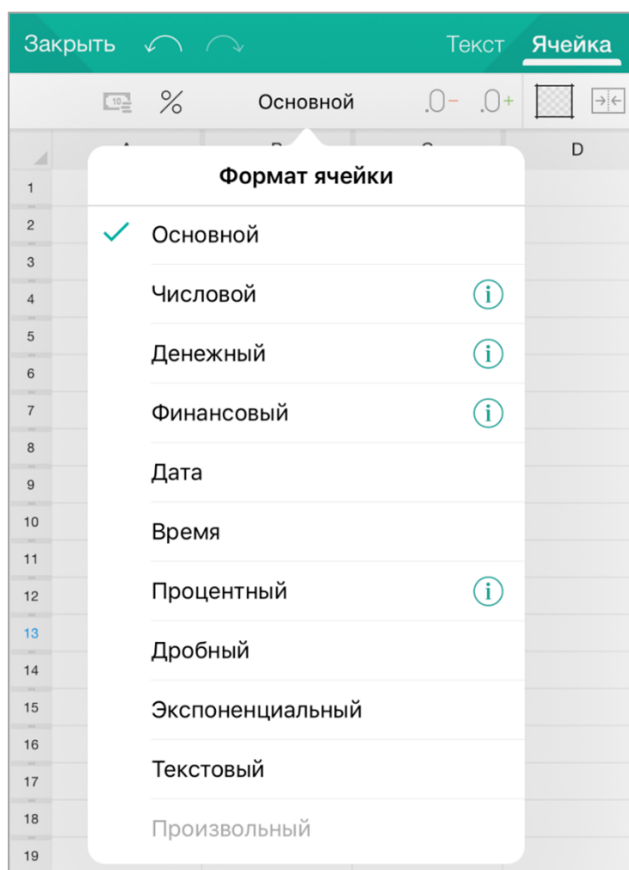 Закрыть Текст Ячейка
% Основной .0− .0+
D
Формат ячейки
1
2 Основной
3
4 Числовой
5
6 Денежный
7 Финансовый
8
9 Дата
10 Время
11
12 Процентный
13
14 Дробный
15 Экспоненциальный
16
17 Текстовый
18 Произвольный
19